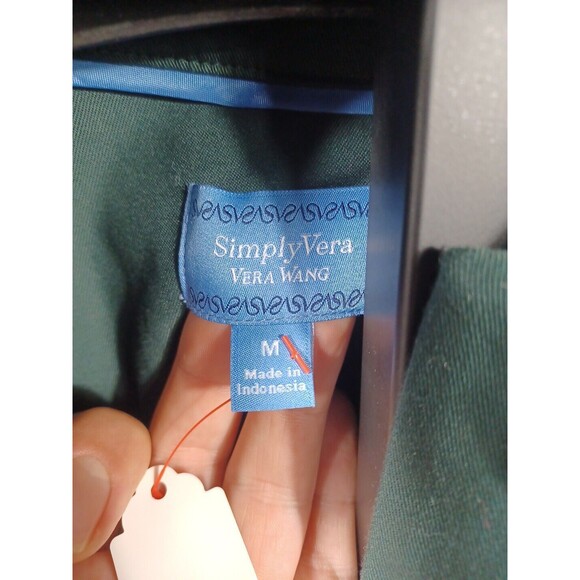 SimplyVera
VERA WANG
M
Made in
Indonesia